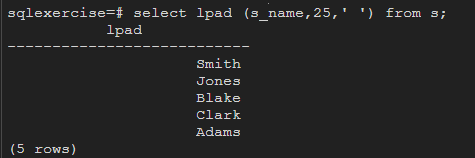 sqlexercise=# select lpad (s_name,25,' ') from s;
lpad
---------------------------
Smith
Jones
Blake
Clark
Adams
(5 rows)